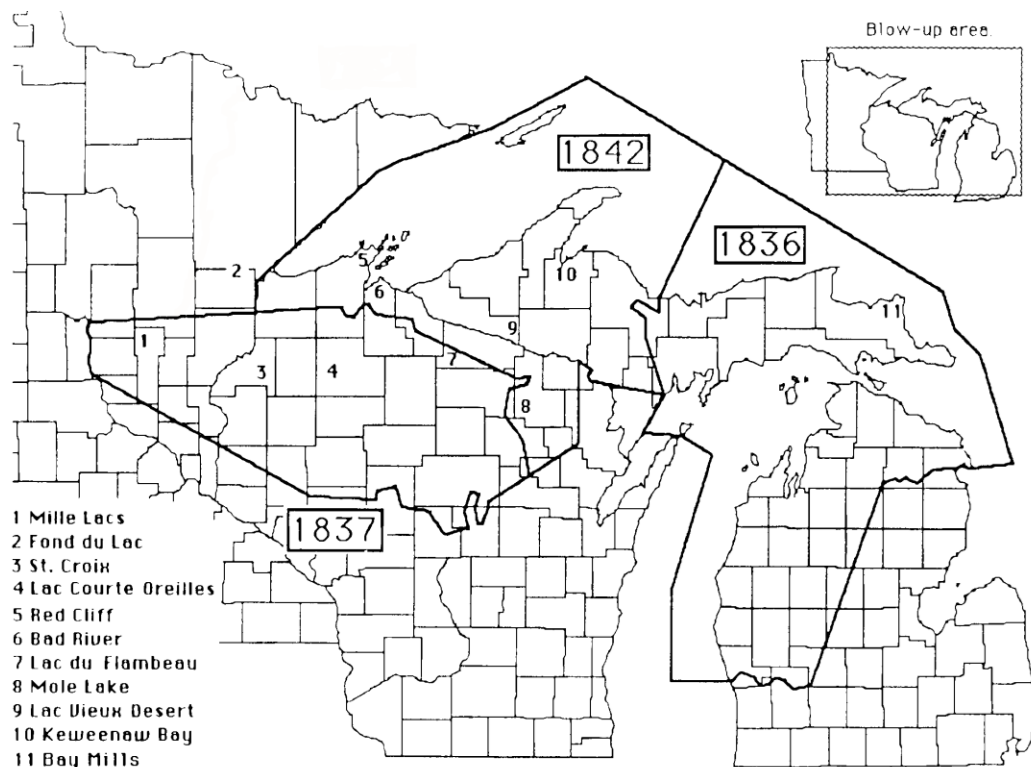 Blow-up area.
1842
1836
5
2
10
6
11
9
1
7
3
4
8
1837
1 Mille Lacs
2 Fond du Lac
3 St. Croix
4 Lac Courte Oreilles
5 Red Cliff
6 Bad River
7 Lac du Flambeau
8 Mole Lake
9 Lac Vieux Desert
10 Keweenaw Bay
11 Bay Mills